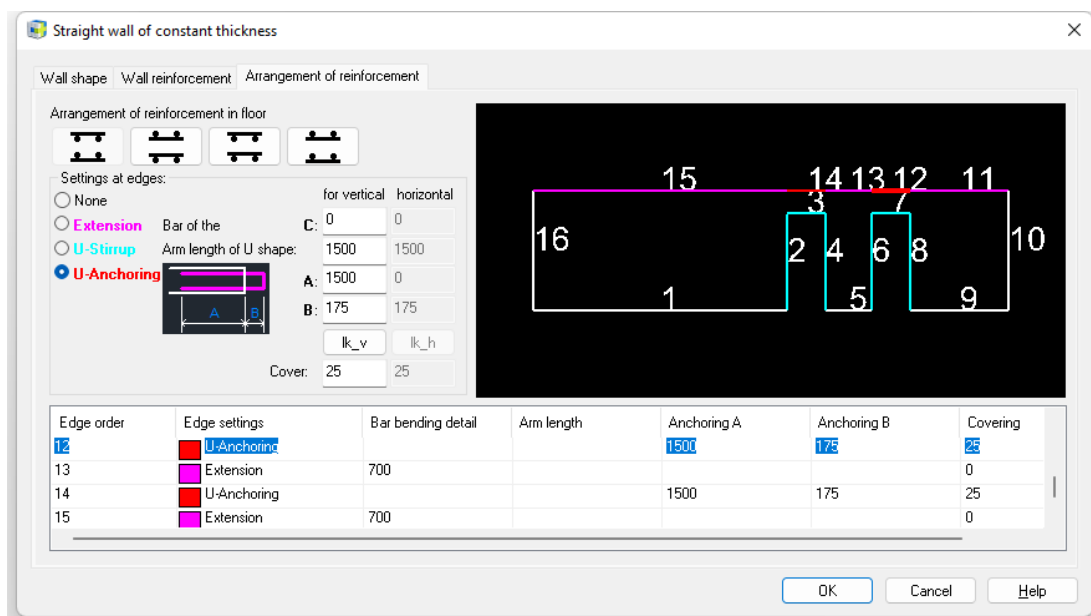 Straight wall of constant thickness
Wall shape Wall reinforcement Arrangement of reinforcement
Arrangement of reinforcement in floor
Settings at edges:
for vertical horizontal
None
Extension Bar of the C: 0 0
U-Stirrup Arm length of U shape: 1500 1500
U-Anchoring A: 1500 0
B: 175 175
A B
lk_v lk_h
Cover: 25 25
15 14 13 12 11
3 7
16 2 4 6 8 10
1 5 9
Edge order Edge settings Bar bending detail Arm length Anchoring A Anchoring B Covering
12 U-Anchoring 1500 175 25
13 Extension 700 0
14 U-Anchoring 1500 175 25
15 Extension 700 0
OK Cancel Help